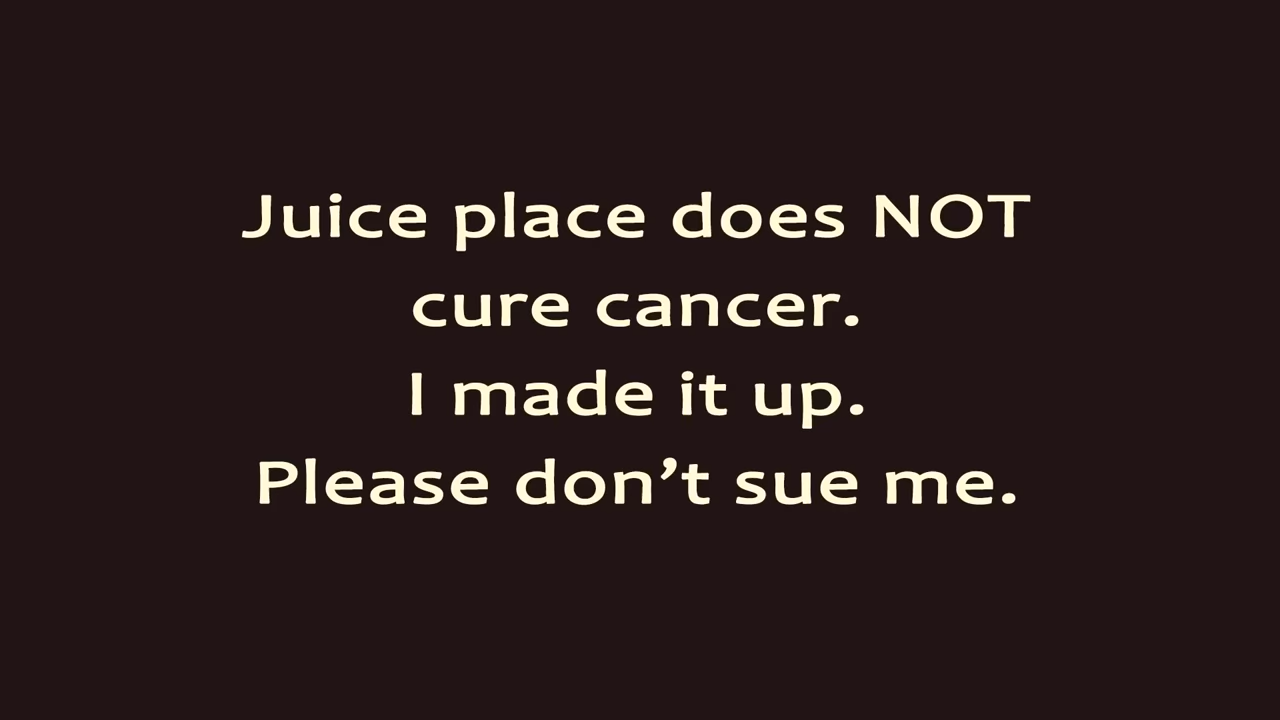 Juice place does NOT
cure cancer.
I made it up.
Please don’t sue me.